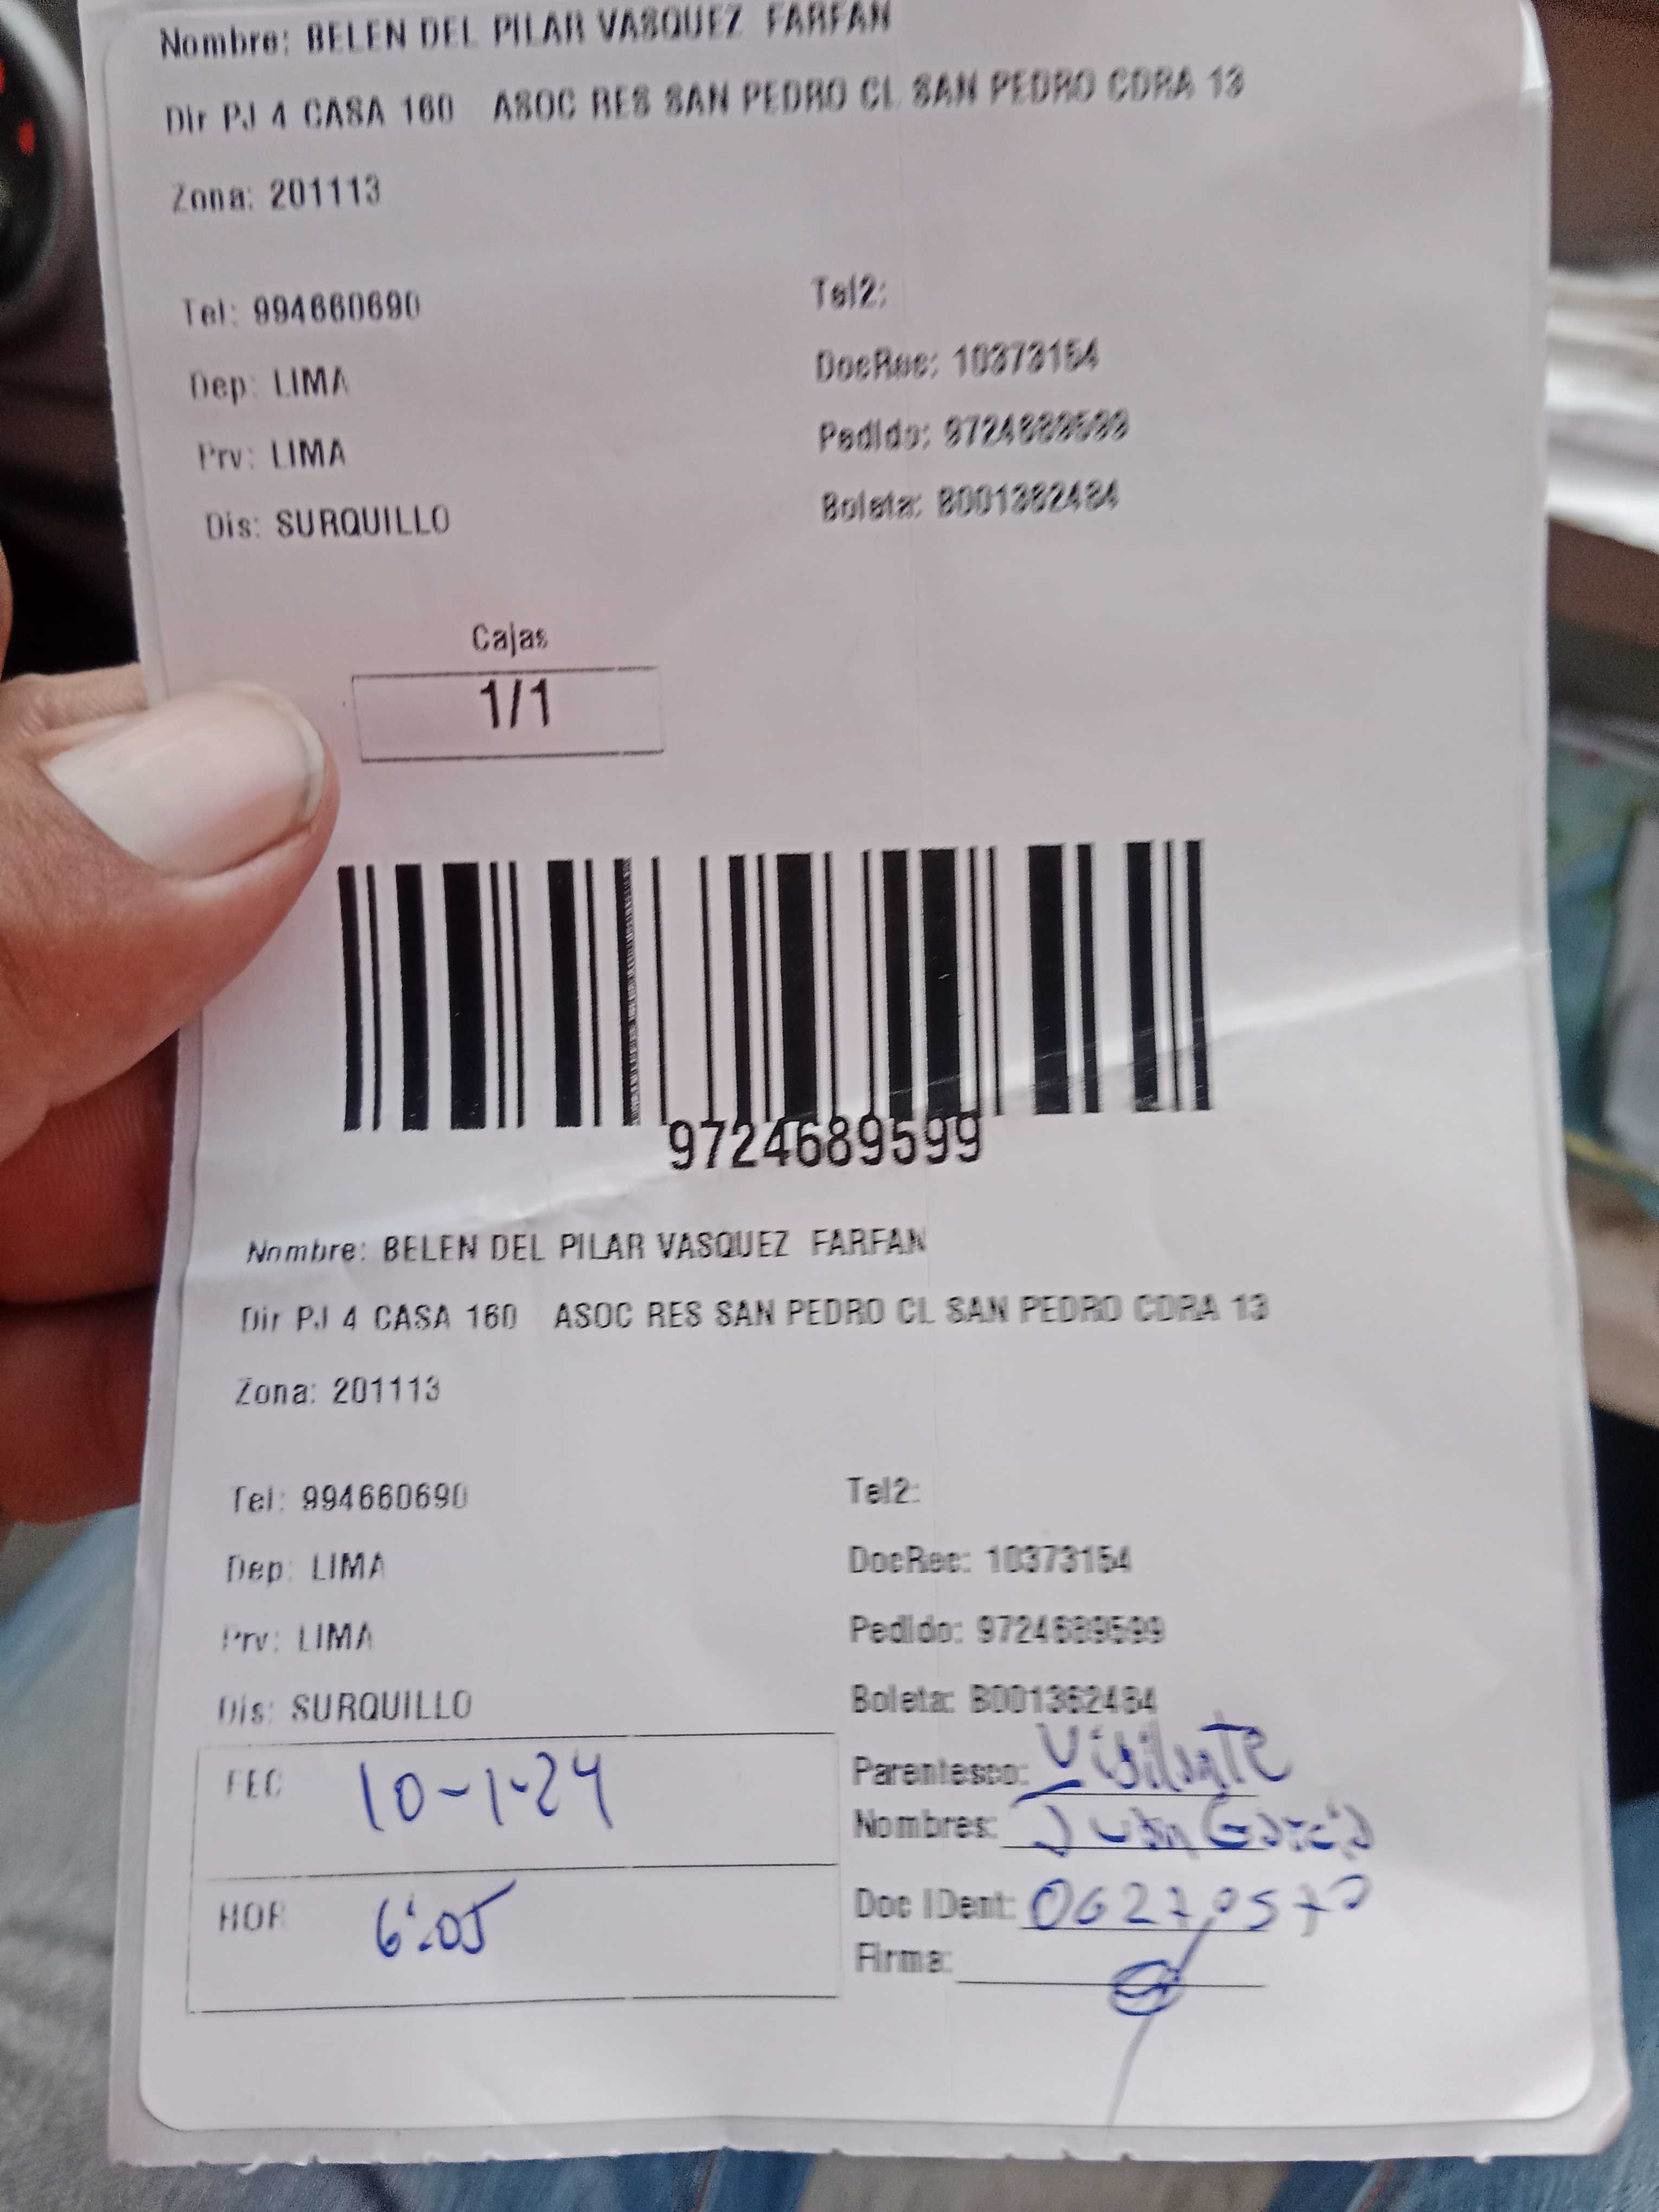 Nombre: BELEN DEL PILAR VASQUEZ FARFAN
Dir PJ 4 CASA 160 ASOC RES SAN PEDRO CL SAN PEDRO CDRA 13
Zona: 201113
Tel: 994660690 Tel2:
Dep: LIMA DocRec: 10373154
Prv: LIMA Pedido: 9724689599
Dis: SURQUILLO Boleta: B001362484
Cajas
1/1
9724689599
Nombre: BELEN DEL PILAR VASQUEZ FARFAN
Dir PJ 4 CASA 160 ASOC RES SAN PEDRO CL SAN PEDRO CDRA 13
Zona: 201113
Tel: 994660690 Tel2:
Dep: LIMA DocRec: 10373154
Prv: LIMA Pedido: 9724689599
Dis: SURQUILLO Boleta: B001362484
FEC 10-1-24 Parentesco: Vigilante
Nombres: Juan García
HOR 6:05 Doc IDent:
Firma: